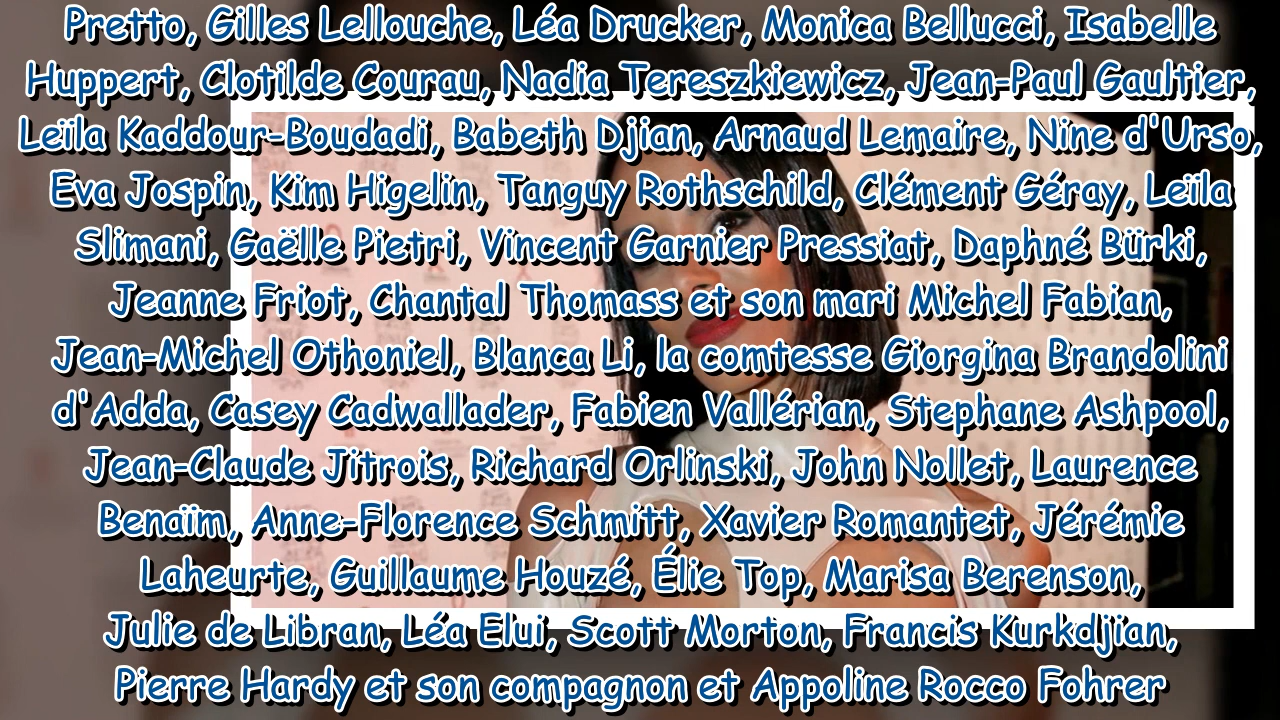 Pretto, Gilles Lellouche, Léa Drucker, Monica Bellucci, Isabelle
Huppert, Clotilde Courau, Nadia Tereszkiewicz, Jean-Paul Gaultier,
Leïla Kaddour-Boudadi, Babeth Djian, Arnaud Lemaire, Nine d'Urso,
Eva Jospin, Kim Higelin, Tanguy Rothschild, Clément Géray, Leïla
Slimani, Gaëlle Pietri, Vincent Garnier Pressiat, Daphné Bürki,
Jeanne Friot, Chantal Thomass et son mari Michel Fabian,
Jean-Michel Othoniel, Blanca Li, la comtesse Giorgina Brandolini
d'Adda, Casey Cadwallader, Fabien Vallérian, Stephane Ashpool,
Jean-Claude Jitrois, Richard Orlinski, John Nollet, Laurence
Benaïm, Anne-Florence Schmitt, Xavier Romantet, Jérémie
Laheurte, Guillaume Houzé, Élie Top, Marisa Berenson,
Julie de Libran, Léa Elui, Scott Morton, Francis Kurkdjian,
Pierre Hardy et son compagnon et Appoline Rocco Fohrer